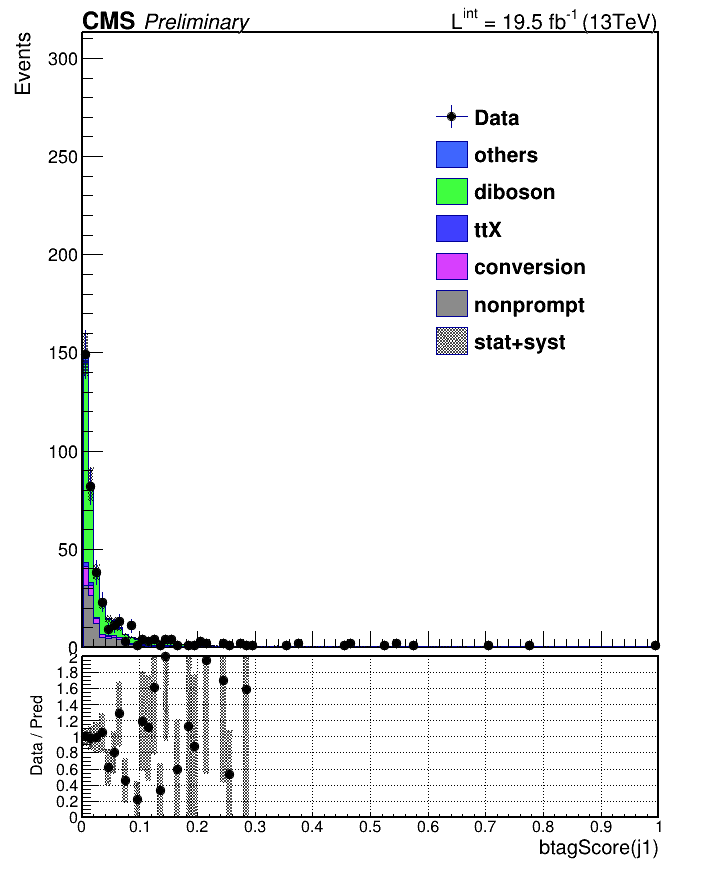 CMS Preliminary L^int = 19.5 fb^-1 (13TeV)
Events
300
250
200
150
100
50
0
Data
others
diboson
ttX
conversion
nonprompt
stat+syst
Data / Pred
2
1.8
1.6
1.4
1.2
1
0.8
0.6
0.4
0.2
0
0 0.1 0.2 0.3 0.4 0.5 0.6 0.7 0.8 0.9 1
btagScore(j1)